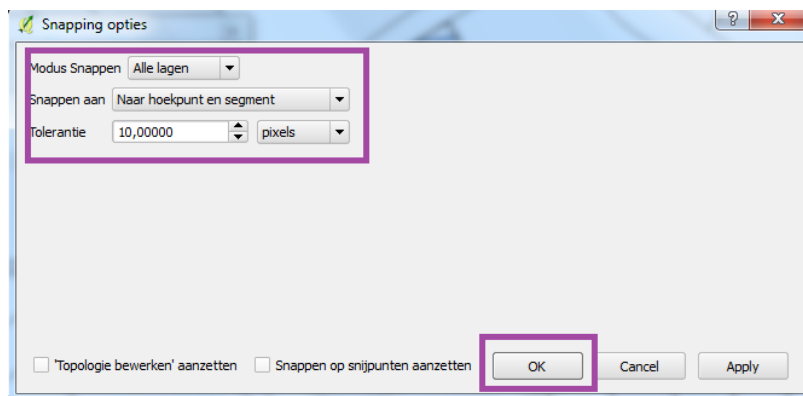 Snapping opties
Modus Snappen Alle lagen
Snappen aan Naar hoekpunt en segment
Tolerantie 10,00000 pixels
'Topologie bewerken' aanzetten Snappen op snijpunten aanzetten OK Cancel Apply